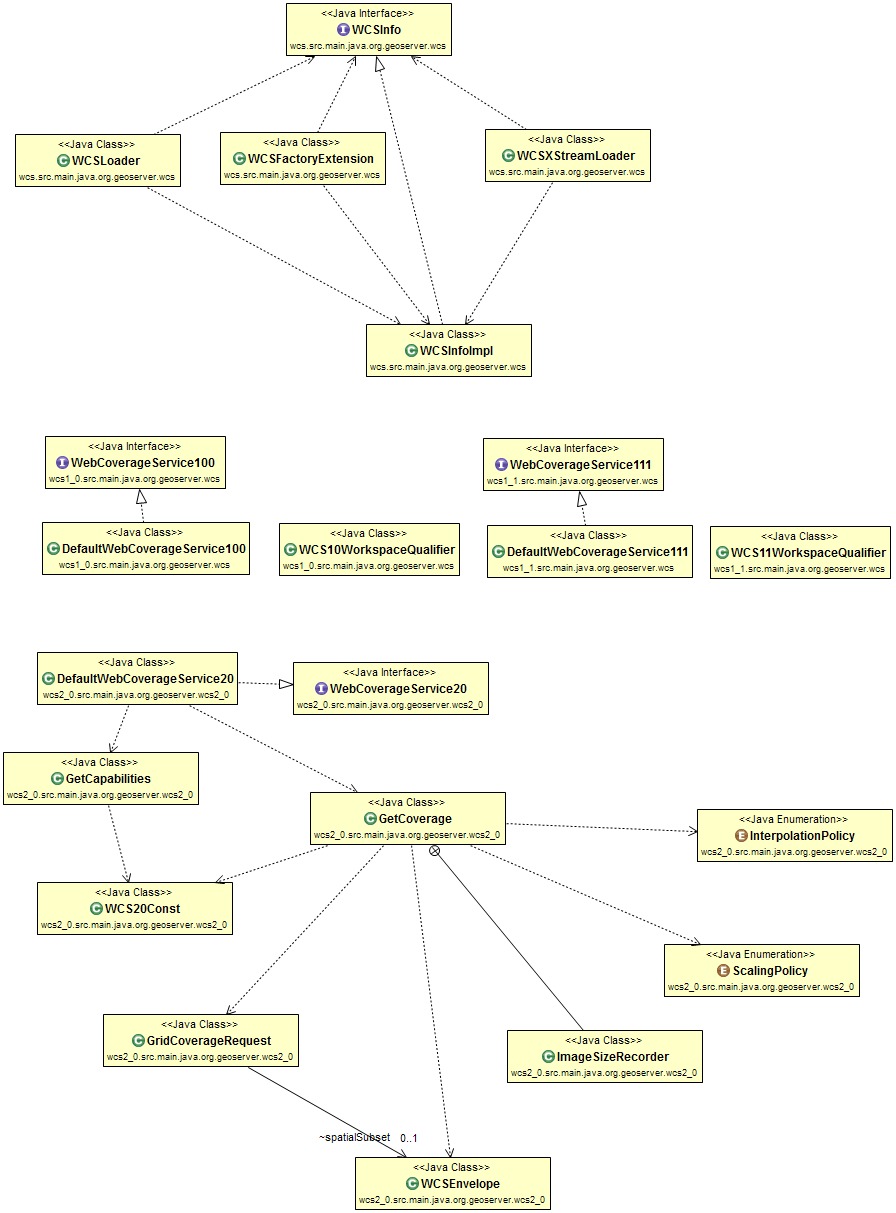 <<Java Interface>>
I WCSInfo
wcs.src.main.java.org.geoserver.wcs
<<Java Class>>
C WCSLoader
wcs.src.main.java.org.geoserver.wcs
<<Java Class>>
C WCSFactoryExtension
wcs.src.main.java.org.geoserver.wcs
<<Java Class>>
C WCSXStreamLoader
wcs.src.main.java.org.geoserver.wcs
<<Java Class>>
C WCSInfoImpl
wcs.src.main.java.org.geoserver.wcs
<<Java Interface>>
I WebCoverageService100
wcs1_0.src.main.java.org.geoserver.wcs
<<Java Interface>>
I WebCoverageService111
wcs1_1.src.main.java.org.geoserver.wcs
<<Java Class>>
C DefaultWebCoverageService100
wcs1_0.src.main.java.org.geoserver.wcs
<<Java Class>>
C WCS10WorkspaceQualifier
wcs1_0.src.main.java.org.geoserver.wcs
<<Java Class>>
C DefaultWebCoverageService111
wcs1_1.src.main.java.org.geoserver.wcs
<<Java Class>>
C WCS11WorkspaceQualifier
wcs1_1.src.main.java.org.geoserver.wcs
<<Java Class>>
C DefaultWebCoverageService20
wcs2_0.src.main.java.org.geoserver.wcs2_0
<<Java Interface>>
I WebCoverageService20
wcs2_0.src.main.java.org.geoserver.wcs2_0
<<Java Class>>
C GetCapabilities
wcs2_0.src.main.java.org.geoserver.wcs2_0
<<Java Class>>
C GetCoverage
wcs2_0.src.main.java.org.geoserver.wcs2_0
<<Java Enumeration>>
E InterpolationPolicy
wcs2_0.src.main.java.org.geoserver.wcs2_0
<<Java Class>>
C WCS20Const
wcs2_0.src.main.java.org.geoserver.wcs2_0
<<Java Enumeration>>
E ScalingPolicy
wcs2_0.src.main.java.org.geoserver.wcs2_0
<<Java Class>>
C GridCoverageRequest
wcs2_0.src.main.java.org.geoserver.wcs2_0
<<Java Class>>
C ImageSizeRecorder
wcs2_0.src.main.java.org.geoserver.wcs2_0
~spatialSubset 0..1
<<Java Class>>
C WCSEnvelope
wcs2_0.src.main.java.org.geoserver.wcs2_0